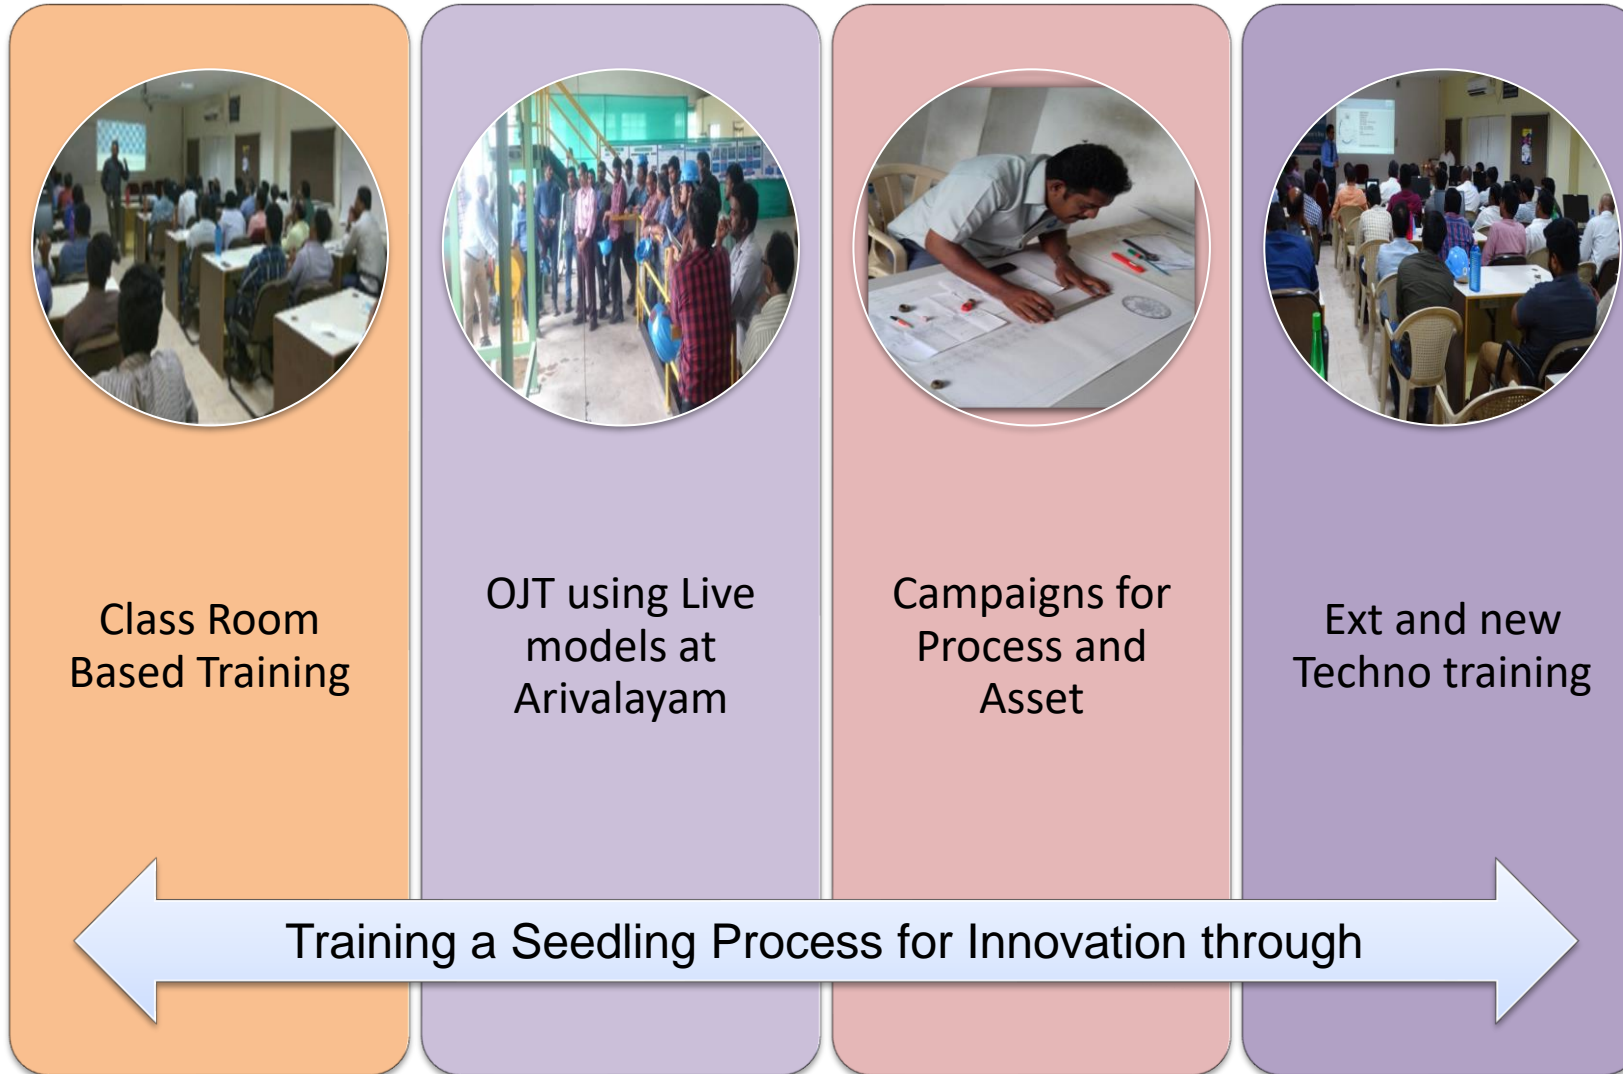 Class Room
Based Training
OJT using Live
models at
Arivalayam
Campaigns for
Process and
Asset
Ext and new
Techno training
Training a Seedling Process for Innovation through